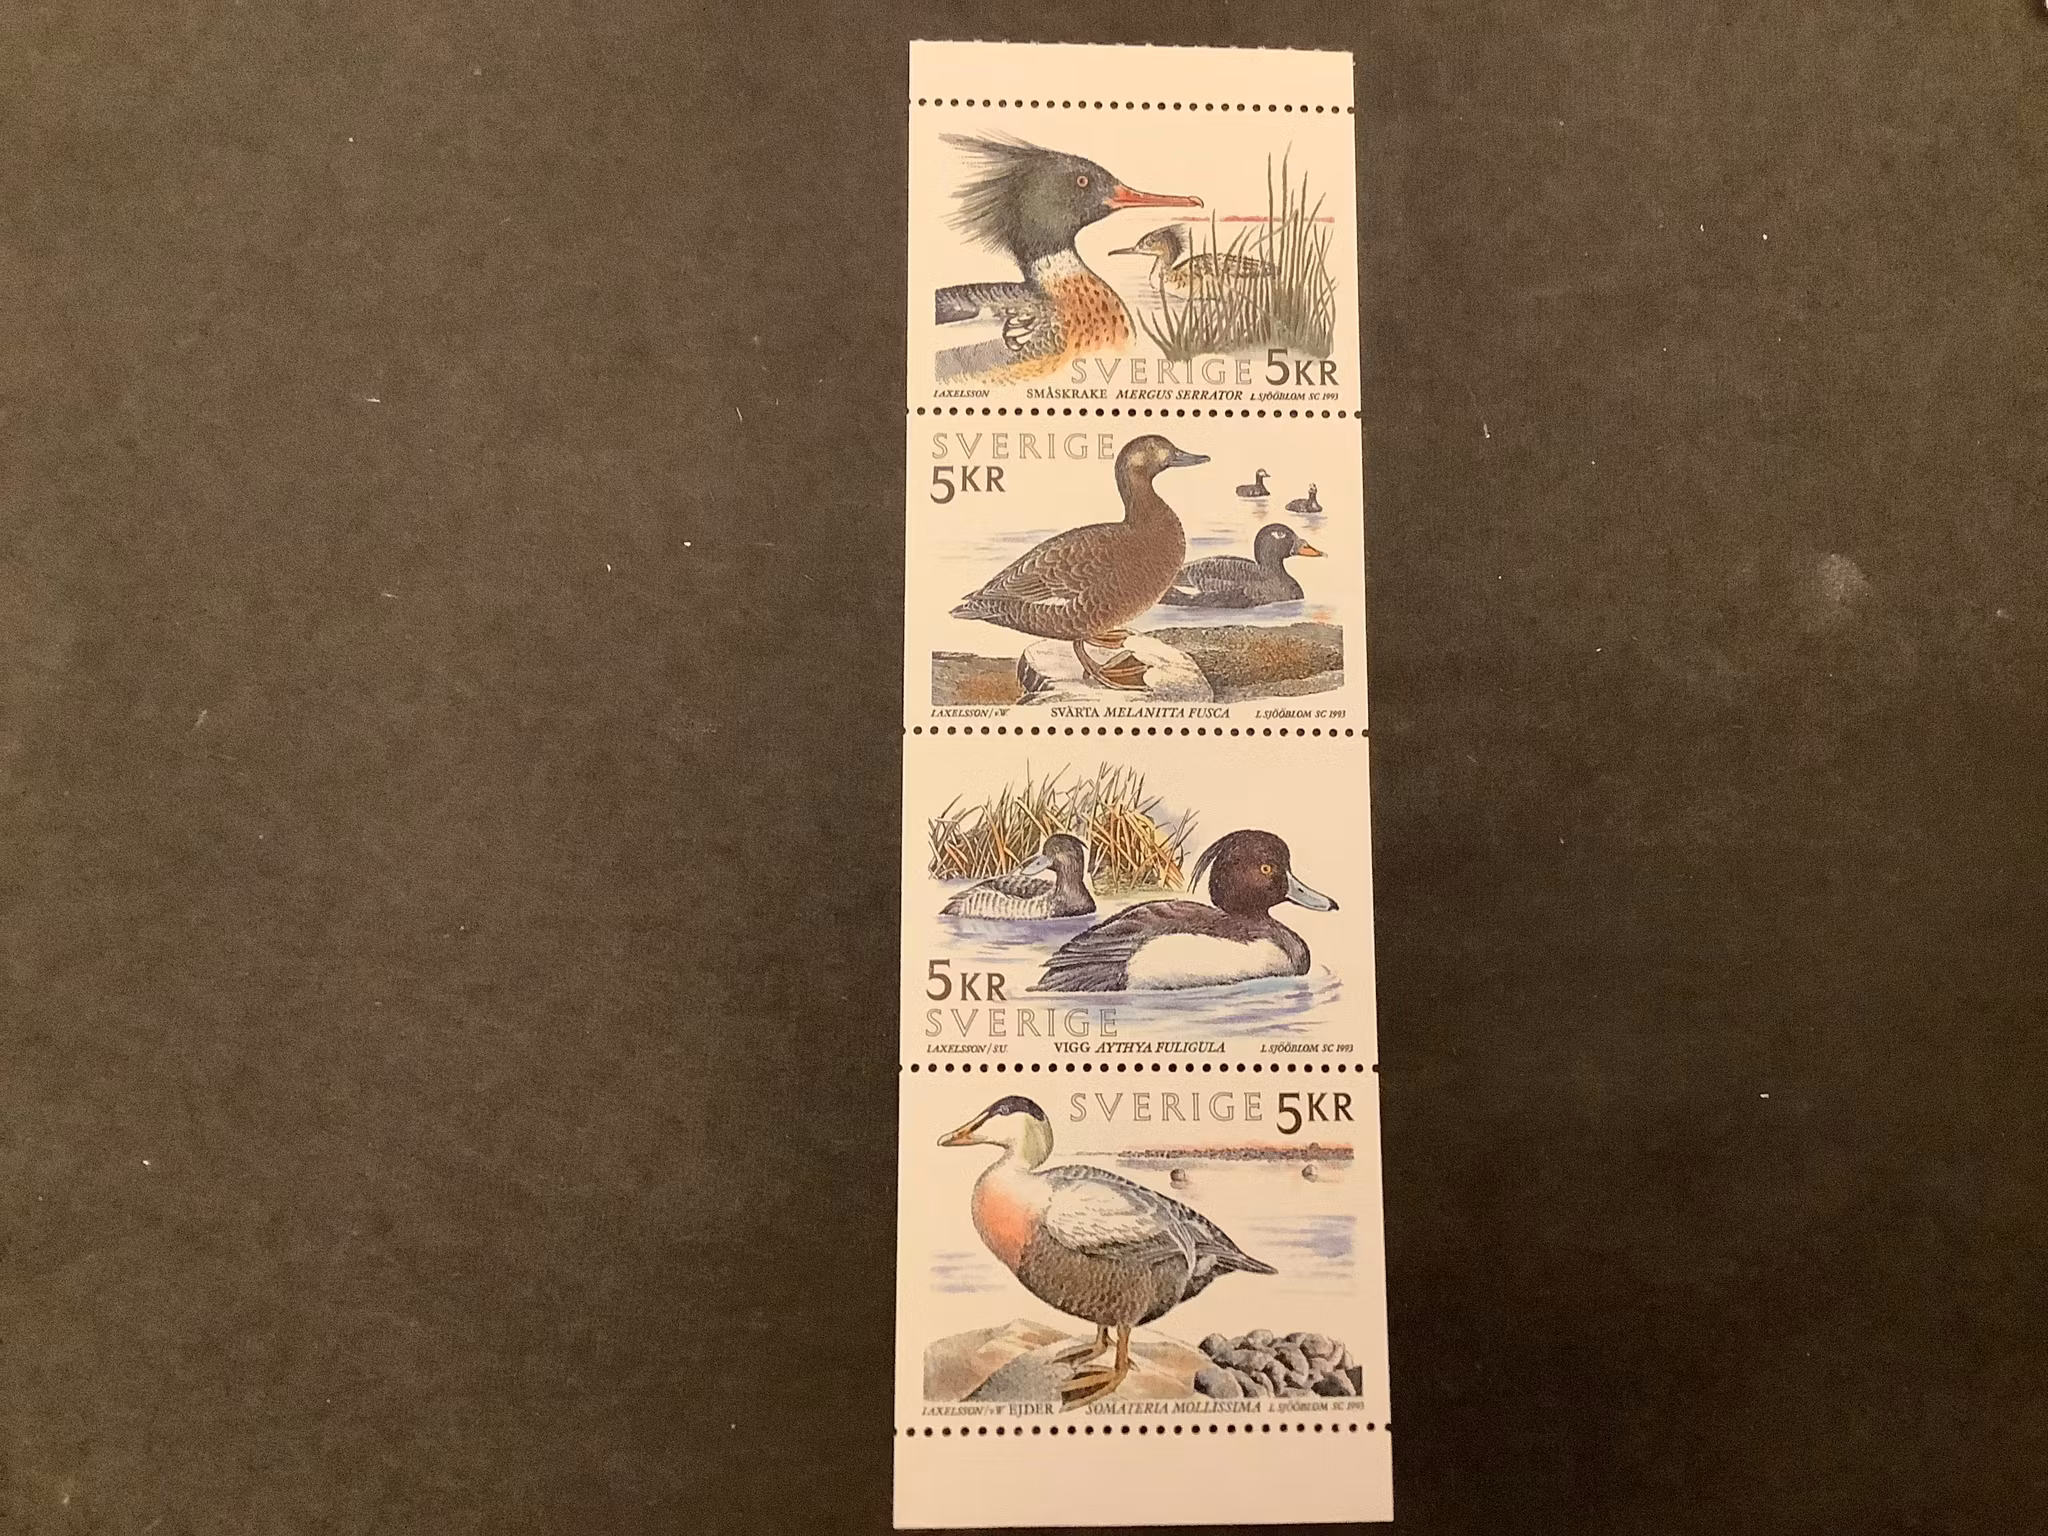 SVERIGE 5KR
I AXELSSON SMÅSKRAKE MERGUS SERRATOR L.SJÖÖBLOM SC 1993
SVERIGE
5KR
I AXELSSON/vW. SVÄRTA MELANITTA FUSCA L.SJÖÖBLOM SC 1993
5KR
SVERIGE
I.AXELSSON/SU. VIGG AYTHYA FULIGULA L.SJÖÖBLOM SC 1993
SVERIGE 5KR
I AXELSSON/vW EJDER SOMATERIA MOLLISSIMA L SJÖÖBLOM SC 1993